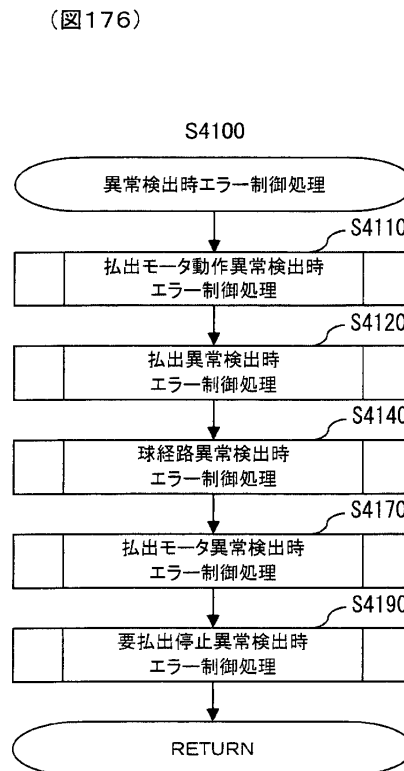 (図176)
S4100
異常検出時エラー制御処理
S4110
払出モータ動作異常検出時
エラー制御処理
S4120
払出異常検出時
エラー制御処理
S4140
球経路異常検出時
エラー制御処理
S4170
払出モータ異常検出時
エラー制御処理
S4190
要払出停止異常検出時
エラー制御処理
RETURN